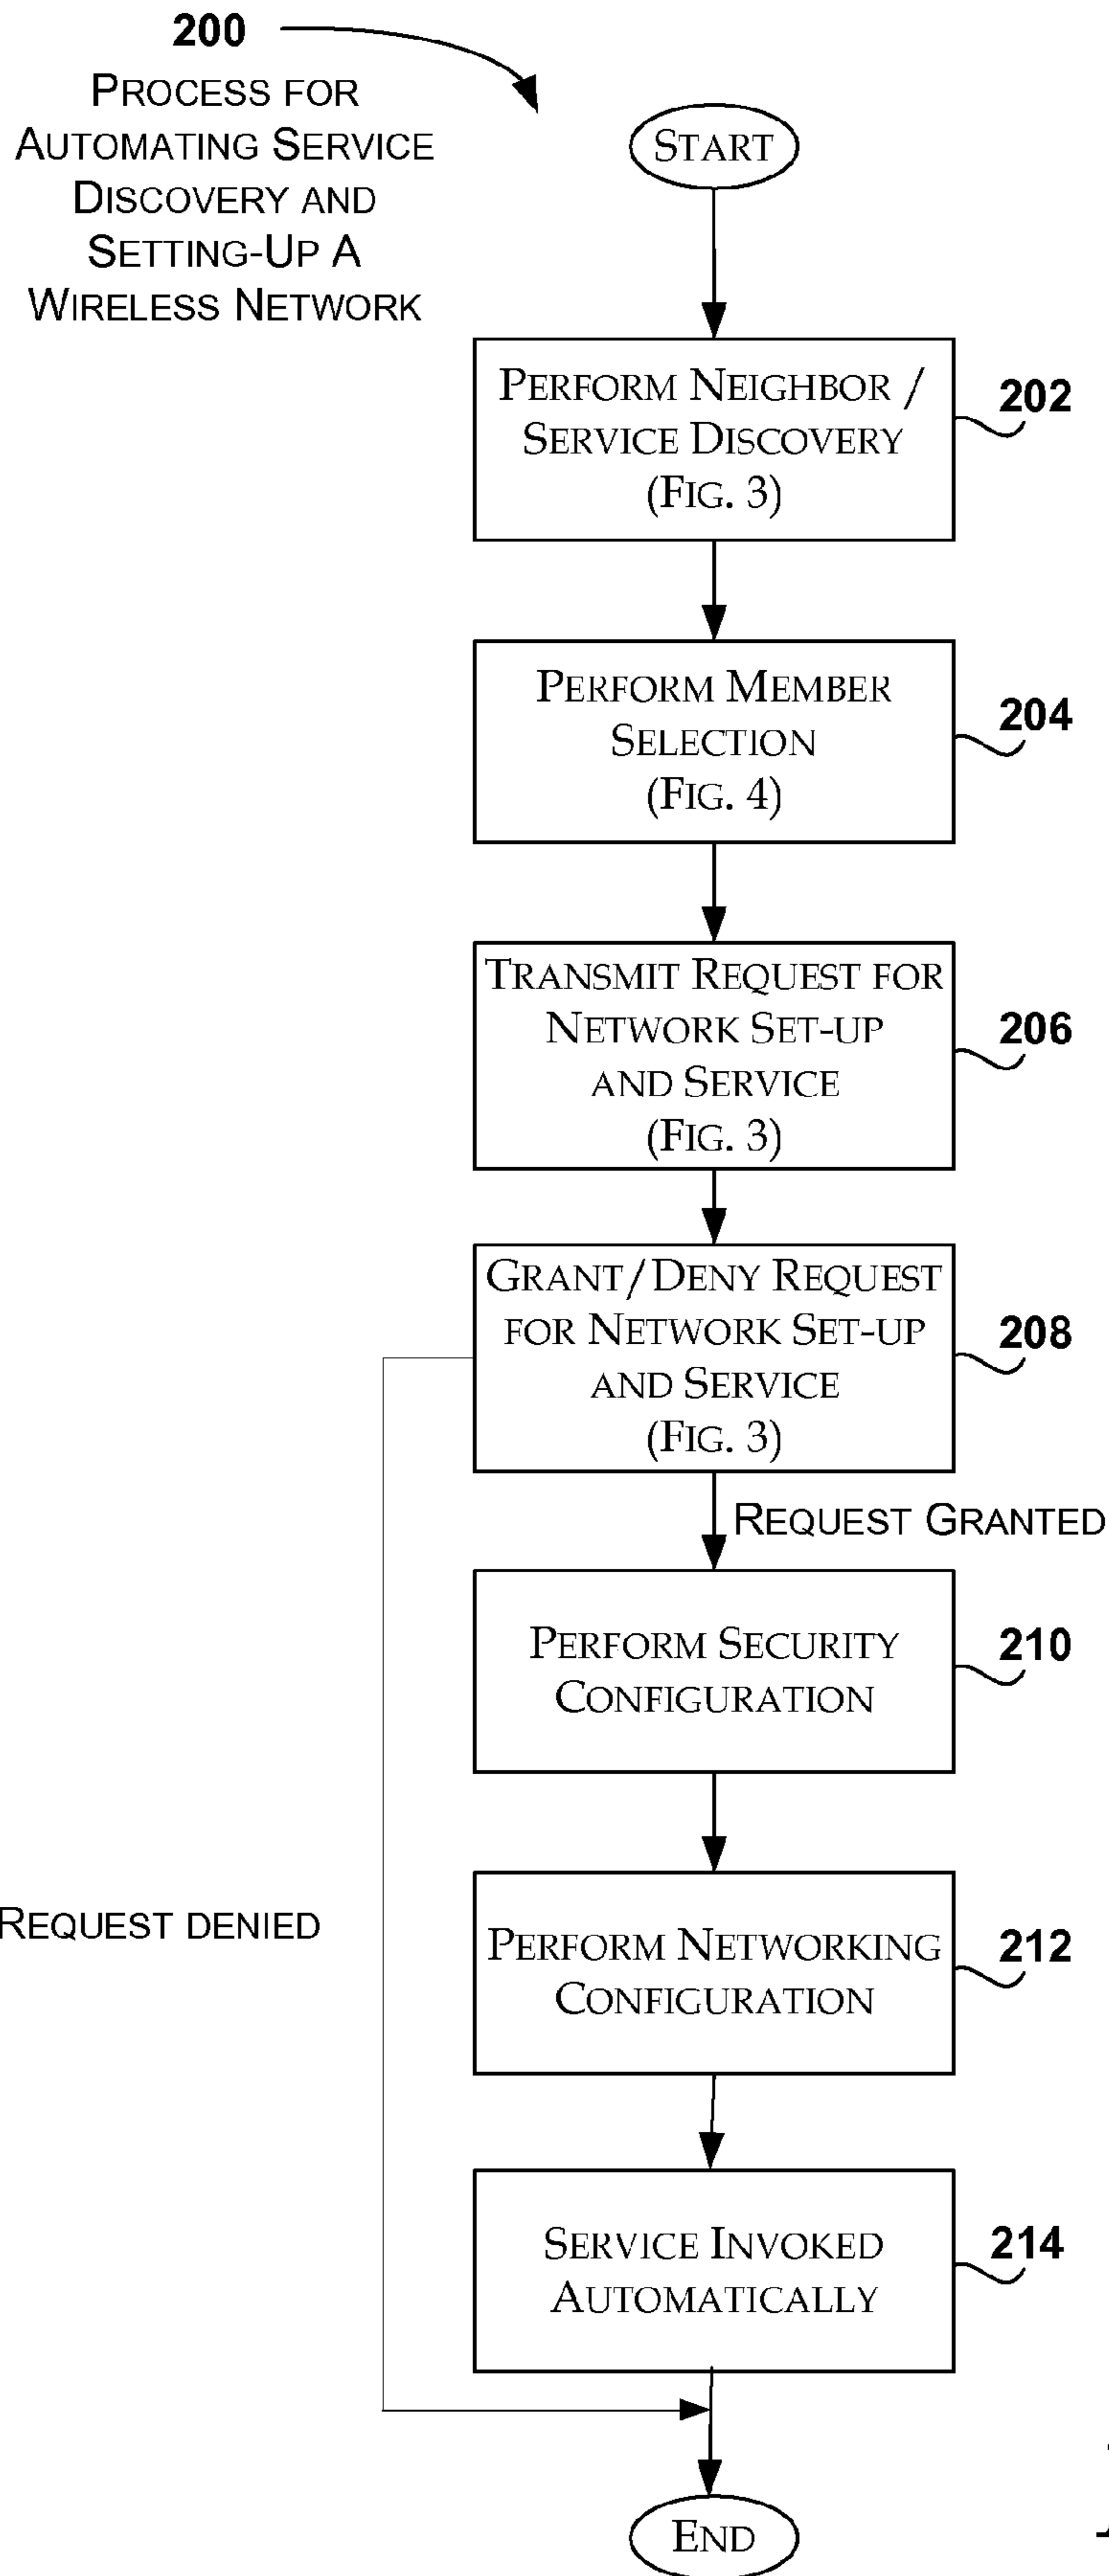 200
PROCESS FOR
AUTOMATING SERVICE
DISCOVERY AND
SETTING-UP A
WIRELESS NETWORK
START
PERFORM NEIGHBOR /
SERVICE DISCOVERY
(FIG. 3)
202
PERFORM MEMBER
SELECTION
(FIG. 4)
204
TRANSMIT REQUEST FOR
NETWORK SET-UP
AND SERVICE
(FIG. 3)
206
GRANT/DENY REQUEST
FOR NETWORK SET-UP
AND SERVICE
(FIG. 3)
208
REQUEST GRANTED
PERFORM SECURITY
CONFIGURATION
210
REQUEST DENIED
PERFORM NETWORKING
CONFIGURATION
212
SERVICE INVOKED
AUTOMATICALLY
214
END